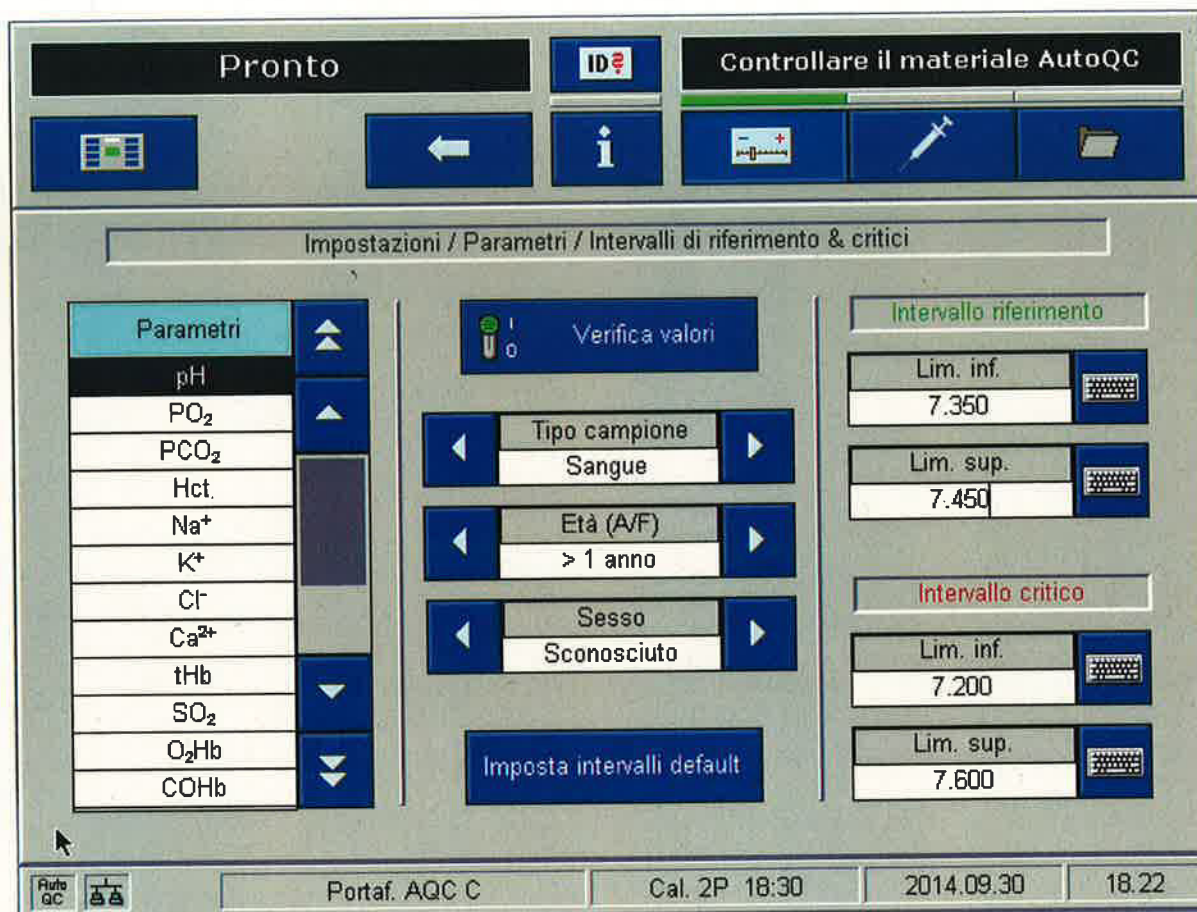 Pronto
ID
Controllare il materiale AutoQC
i
- +
Impostazioni / Parametri / Intervalli di riferimento & critici
Parametri
pH
PO₂
PCO₂
Hct
Na⁺
K⁺
Cl⁻
Ca²⁺
tHb
SO₂
O₂Hb
COHb
I
O
Verifica valori
Tipo campione
Sangue
Età (A/F)
> 1 anno
Sesso
Sconosciuto
Imposta intervalli default
Intervallo riferimento
Lim. inf.
7.350
Lim. sup.
7.450
Intervallo critico
Lim. inf.
7.200
Lim. sup.
7.600
Auto QC
Portaf. AQC C
Cal. 2P 18:30
2014.09.30
18.22